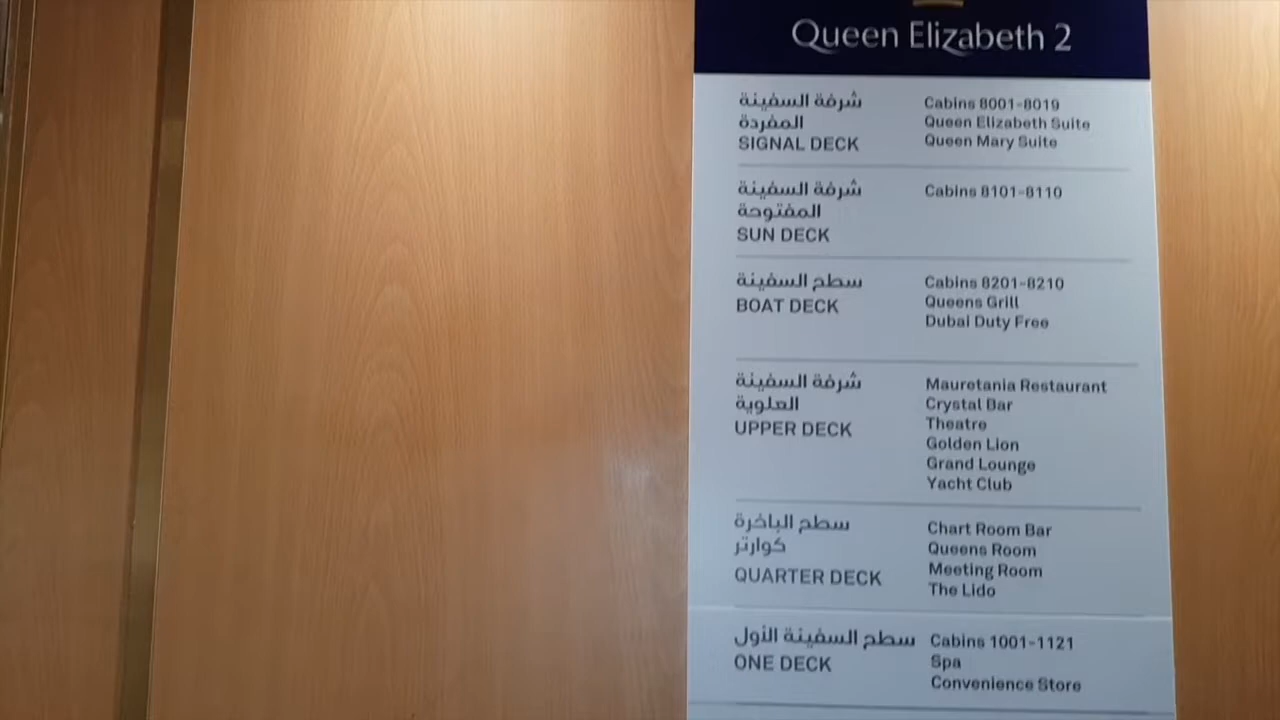 Queen Elizabeth 2
شرفة السفينة
المفردة
SIGNAL DECK
Cabins 8001-8019
Queen Elizabeth Suite
Queen Mary Suite
شرفة السفينة
المفتوحة
SUN DECK
Cabins 8101-8110
سطح السفينة
BOAT DECK
Cabins 8201-8210
Queens Grill
Dubai Duty Free
شرفة السفينة
العلوية
UPPER DECK
Mauretania Restaurant
Crystal Bar
Theatre
Golden Lion
Grand Lounge
Yacht Club
سطح الباخرة
كوارتر
QUARTER DECK
Chart Room Bar
Queens Room
Meeting Room
The Lido
سطح السفينة الأول
ONE DECK
Cabins 1001-1121
Spa
Convenience Store